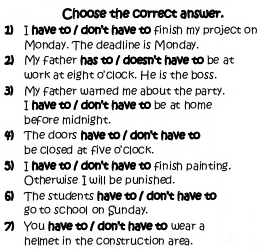 Choose the correct answer.
1) I have to / don't have to finish my project on
Monday. The deadline is Monday.
2) My father has to / doesn't have to be at
work at eight o'clock. He is the boss.
3) My father warned me about the party.
I have to / don't have to be at home
before midnight.
4) The doors have to / don't have to
be closed at five o'clock.
5) I have to / don't have to finish painting.
Otherwise I will be punished.
6) The students have to / don't have to
go to school on Sunday.
7) You have to / don't have to wear a
helmet in the construction area.